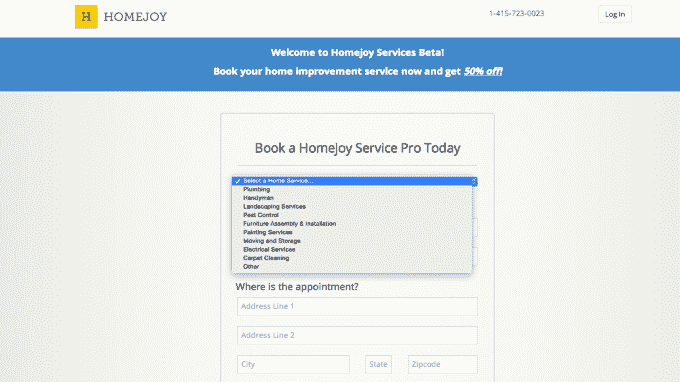 H HOMEJOY
1-415-723-0023
Log In
Welcome to Homejoy Services Beta!
Book your home improvement service now and get 50% off!
Book a Homejoy Service Pro Today
✓ Select a Home Service...
Plumbing
Handyman
Landscaping Services
Pest Control
Furniture Assembly & Installation
Painting Services
Moving and Storage
Electrical Services
Carpet Cleaning
Other
Where is the appointment?
Address Line 1
Address Line 2
City
State
Zipcode